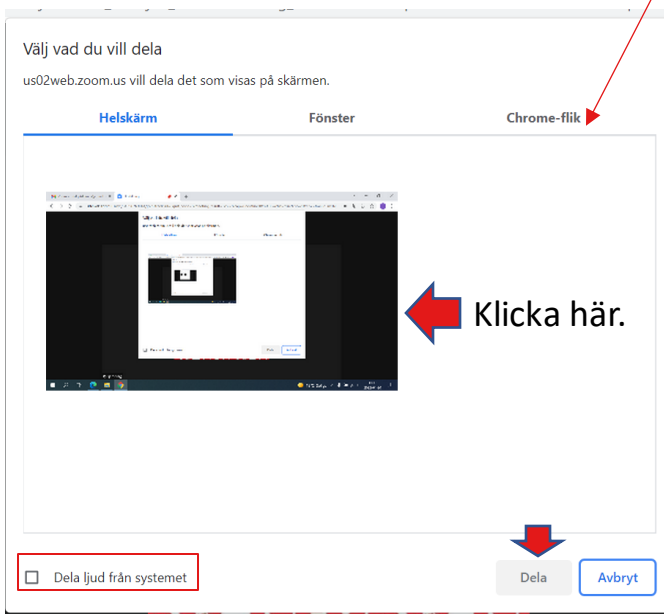 Välj vad du vill dela
us02web.zoom.us vill dela det som visas på skärmen.
Helskärm
Fönster
Chrome-flik
Klicka här.
Dela ljud från systemet
Dela
Avbryt